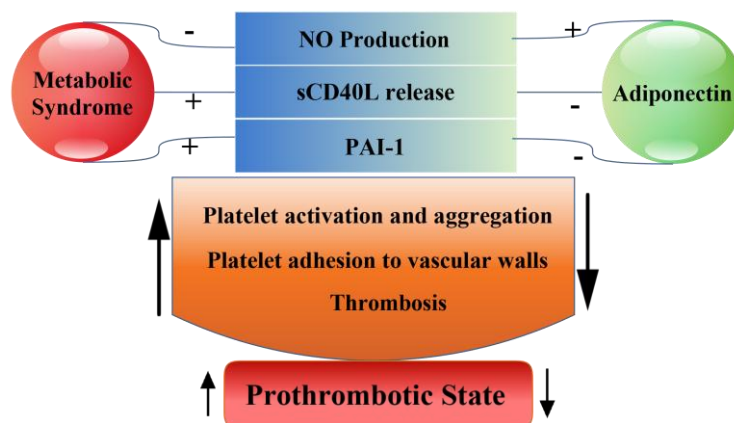 - NO Production +
Metabolic
Syndrome
+ sCD40L release -
Adiponectin
+ PAI-1 -
Platelet activation and aggregation
Platelet adhesion to vascular walls
Thrombosis
Prothrombotic State